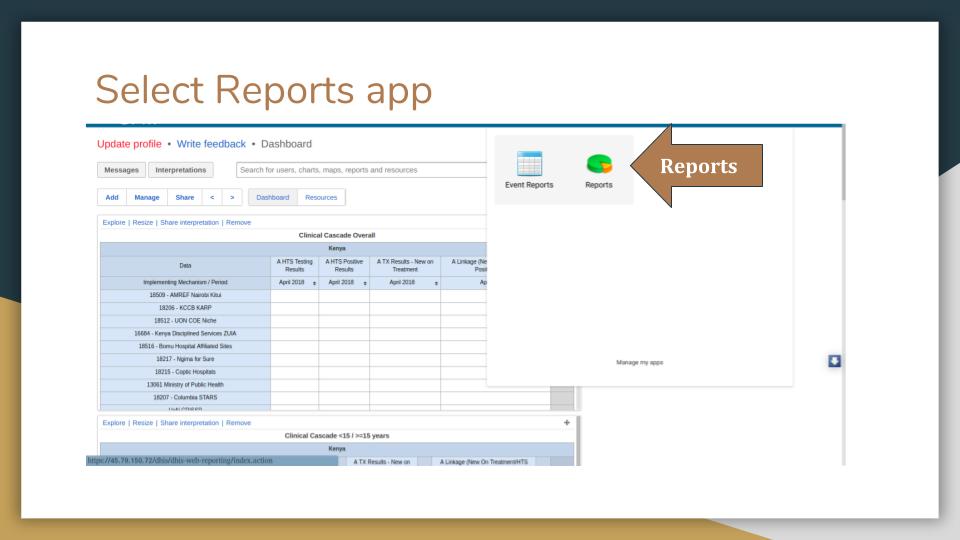 Select Reports app
Update profile • Write feedback • Dashboard
Messages Interpretations Search for users, charts, maps, reports and resources
Add Manage Share < > Dashboard Resources
Event Reports Reports
Reports
Manage my apps
Explore | Resize | Share interpretation | Remove
Clinical Cascade Overall
Kenya
Data A HTS Testing Results A HTS Positive Results A TX Results - New on Treatment A Linkage
Implementing Mechanism / Period April 2018 April 2018 April 2018
18509 - AMREF Nairobi Kitui
18206 - KCCB KARP
18512 - UON COE Niche
16684 - Kenya Disciplined Services ZUIA
18516 - Bomu Hospital Affiliated Sites
18217 - Ngima for Sure
18215 - Coptic Hospitals
13061 Ministry of Public Health
18207 - Columbia STARS
Explore | Resize | Share interpretation | Remove
Clinical Cascade <15 / >=15 years
Kenya
A TX Results - New on A Linkage (New On Treatment/HTS
https://45.79.150.72/dhis/dhis-web-reporting/index.action